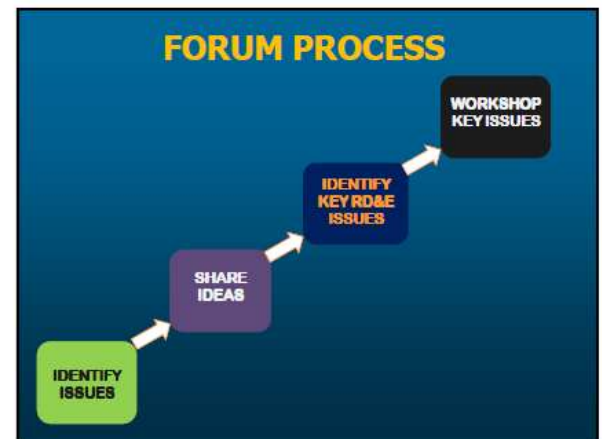 FORUM PROCESS
WORKSHOP
KEY ISSUES
IDENTIFY
KEY RD&E
ISSUES
SHARE
IDEAS
IDENTIFY
ISSUES